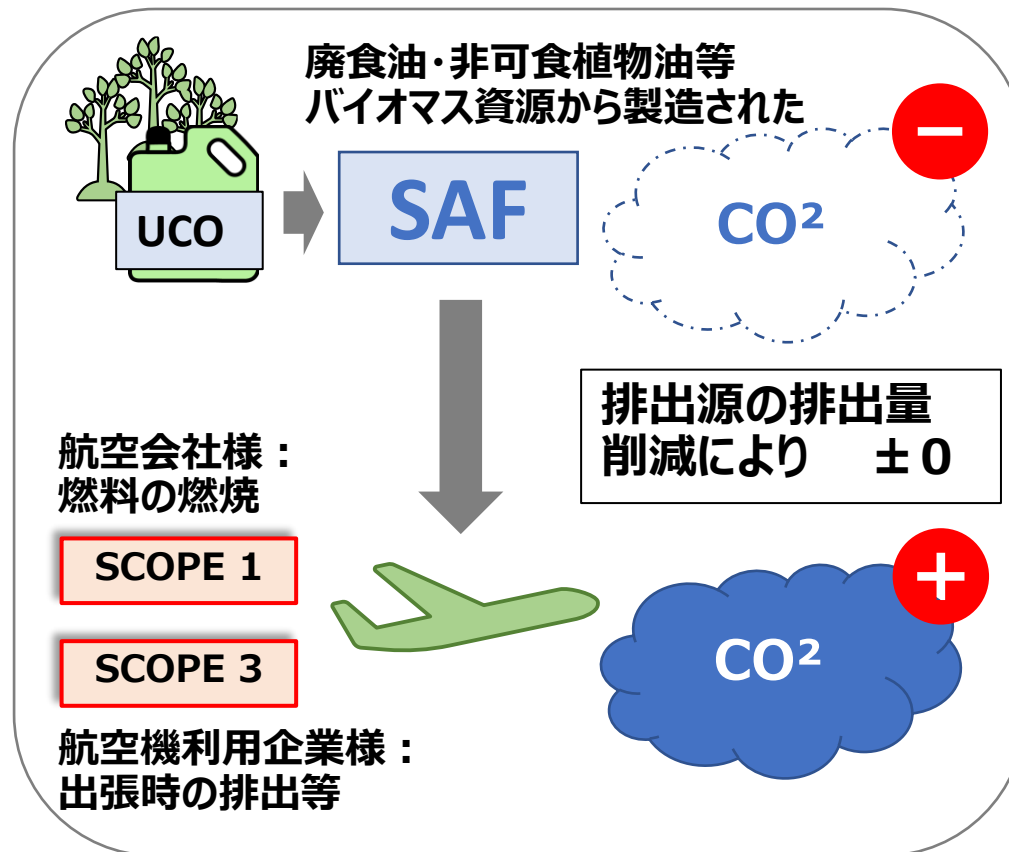 廃食油・非可食植物油等
バイオマス資源から製造された
UCO
SAF
CO²
−
排出源の排出量
削減により　±0
航空会社様：
燃料の燃焼
SCOPE 1
SCOPE 3
航空機利用企業様：
出張時の排出等
CO²
+